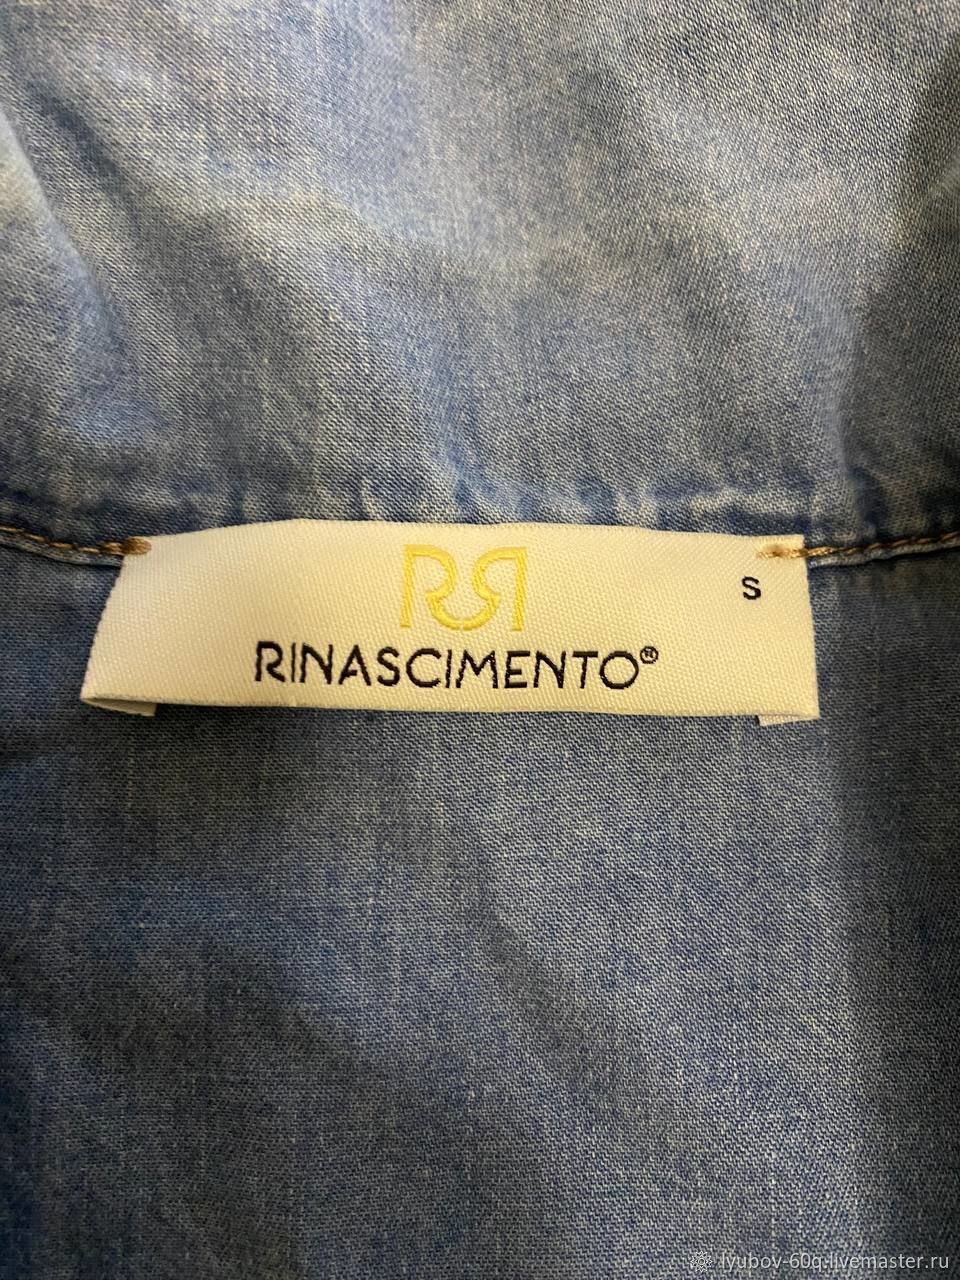 RR
S
RINASCIMENTO®
lyubov-60q.livemaster.ru